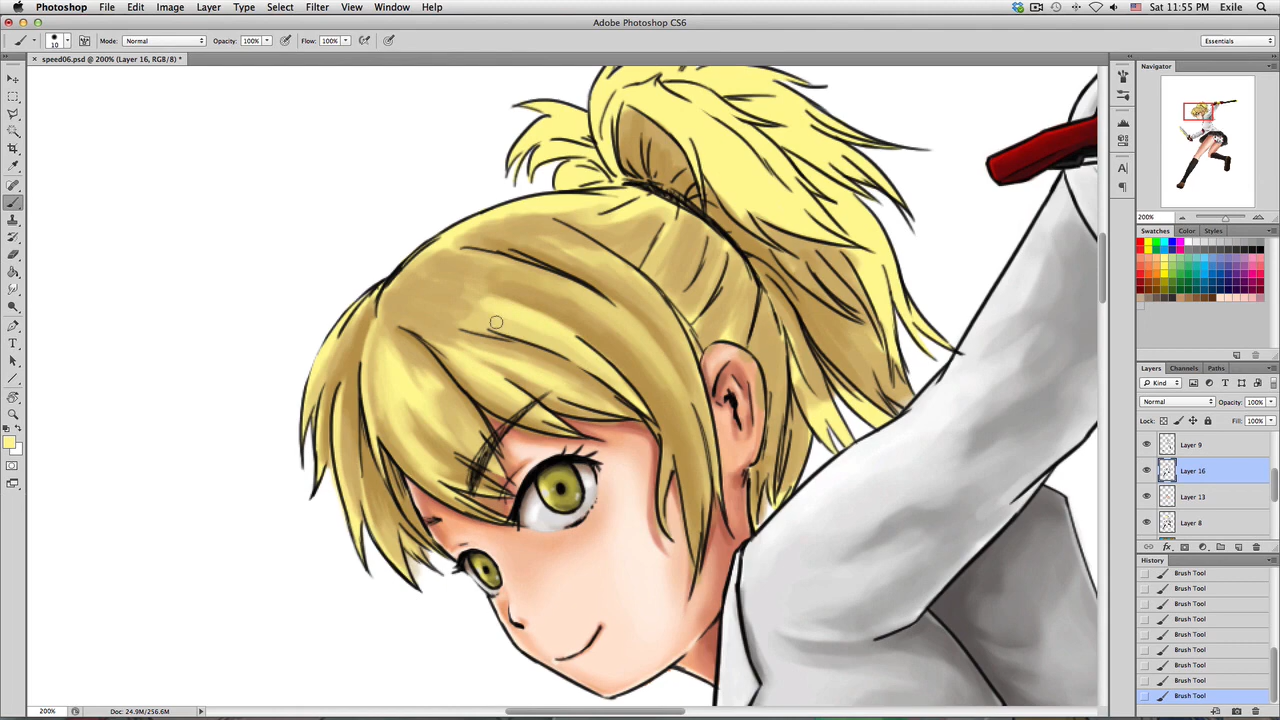 Photoshop File Edit Image Layer Type Select Filter View Window Help Sat 11:55 PM Exile
Adobe Photoshop CS6
10 Mode: Normal Opacity: 100% Flow: 100% Essentials
× speed06.psd @ 200% (Layer 16, RGB/8) *
Navigator
200%
Swatches Color Styles
Layers Channels Paths
Kind
Normal Opacity: 100%
Lock: Fill: 100%
Layer 9
Layer 16
Layer 13
Layer 8
fx
History
Brush Tool
Brush Tool
Brush Tool
Brush Tool
Brush Tool
Brush Tool
Brush Tool
Brush Tool
Brush Tool
200% Doc: 24.9M/256.6M